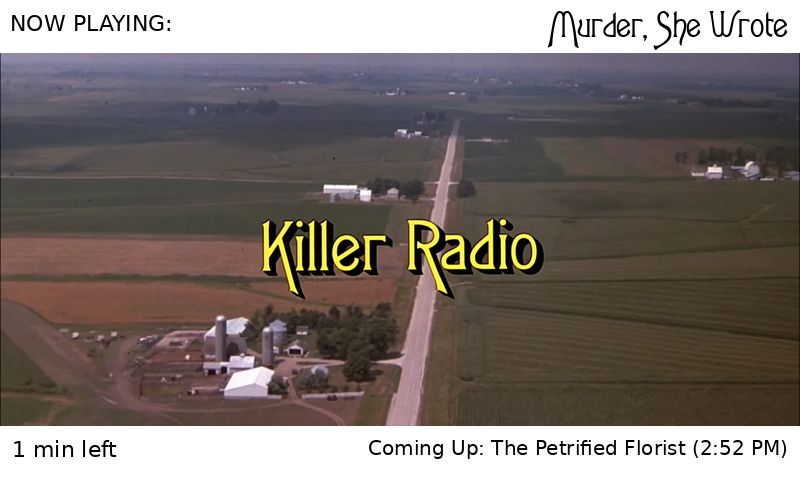 NOW PLAYING:
Murder, She Wrote
Killer Radio
1 min left
Coming Up: The Petrified Florist (2:52 PM)